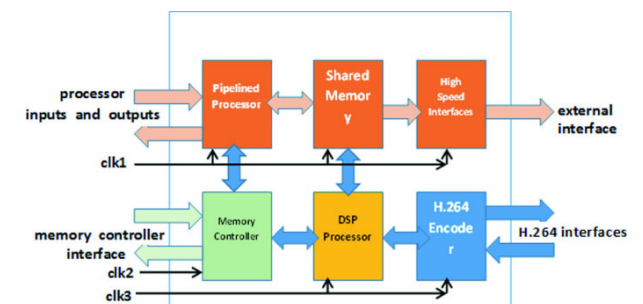 Pipelined
Processor
Shared
Memor
y
High
Speed
Interfaces
processor
inputs and outputs
external
interface
clk1
Memory
Controller
DSP
Processor
H.264
Encode
r
memory controller
interface
H.264 interfaces
clk2
clk3